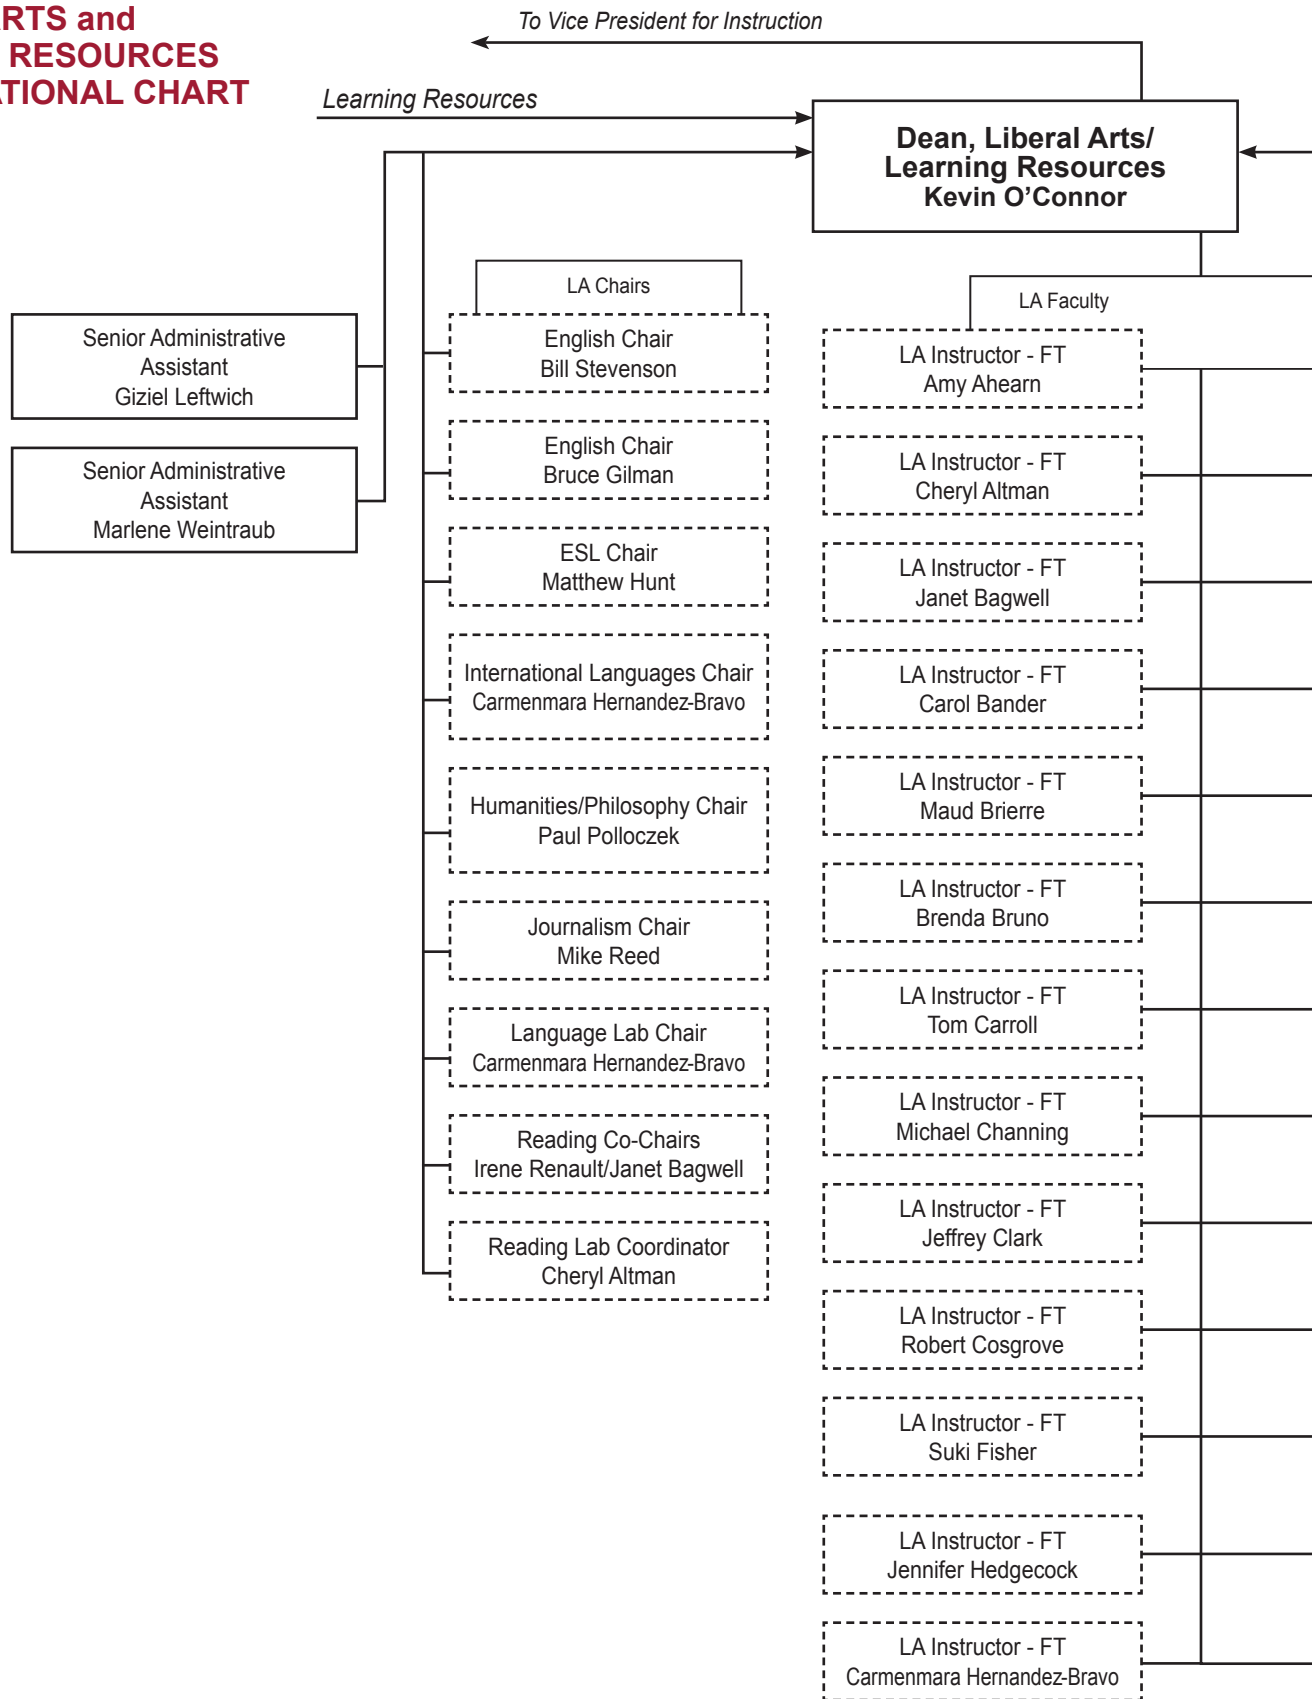 ARTS and
RESOURCES
ATIONAL CHART
To Vice President for Instruction
Learning Resources
Dean, Liberal Arts/
Learning Resources
Kevin O’Connor
Senior Administrative
Assistant
Giziel Leftwich
Senior Administrative
Assistant
Marlene Weintraub
LA Chairs
English Chair
Bill Stevenson
English Chair
Bruce Gilman
ESL Chair
Matthew Hunt
International Languages Chair
Carmenmara Hernandez-Bravo
Humanities/Philosophy Chair
Paul Polloczek
Journalism Chair
Mike Reed
Language Lab Chair
Carmenmara Hernandez-Bravo
Reading Co-Chairs
Irene Renault/Janet Bagwell
Reading Lab Coordinator
Cheryl Altman
LA Faculty
LA Instructor - FT
Amy Ahearn
LA Instructor - FT
Cheryl Altman
LA Instructor - FT
Janet Bagwell
LA Instructor - FT
Carol Bander
LA Instructor - FT
Maud Brierre
LA Instructor - FT
Brenda Bruno
LA Instructor - FT
Tom Carroll
LA Instructor - FT
Michael Channing
LA Instructor - FT
Jeffrey Clark
LA Instructor - FT
Robert Cosgrove
LA Instructor - FT
Suki Fisher
LA Instructor - FT
Jennifer Hedgecock
LA Instructor - FT
Carmenmara Hernandez-Bravo